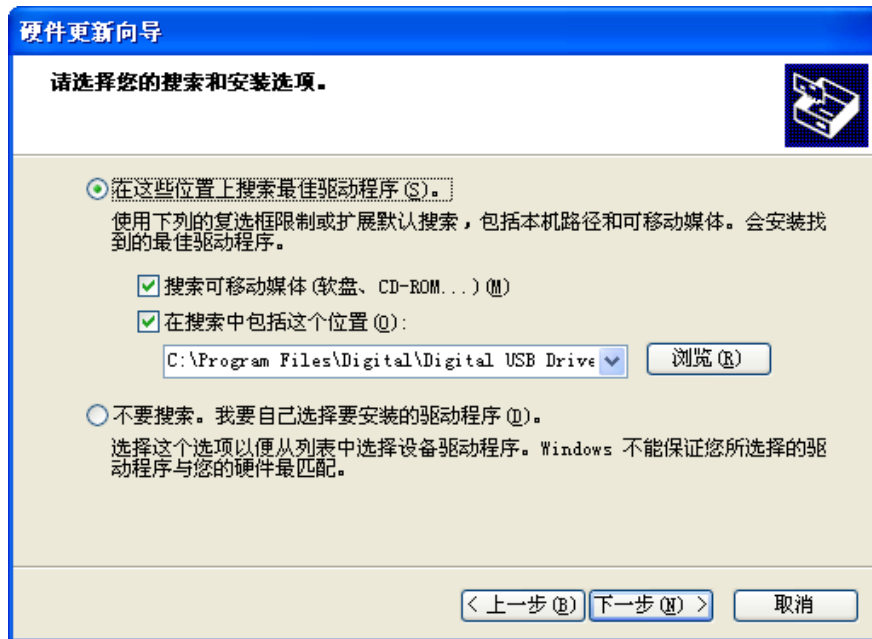 硬件更新向导
请选择您的搜索和安装选项。
在这些位置上搜索最佳驱动程序(S)。
使用下列的复选框限制或扩展默认搜索，包括本机路径和可移动媒体。会安装找
到的最佳驱动程序。
搜索可移动媒体(软盘、CD-ROM...)(M)
在搜索中包括这个位置(O):
C:\Program Files\Digital\Digital USB Drive
浏览(R)
不要搜索。我要自己选择要安装的驱动程序(D)。
选择这个选项以便从列表中选择设备驱动程序。Windows 不能保证您所选择的驱
动程序与您的硬件最匹配。
< 上一步(B) 下一步(N) > 取消